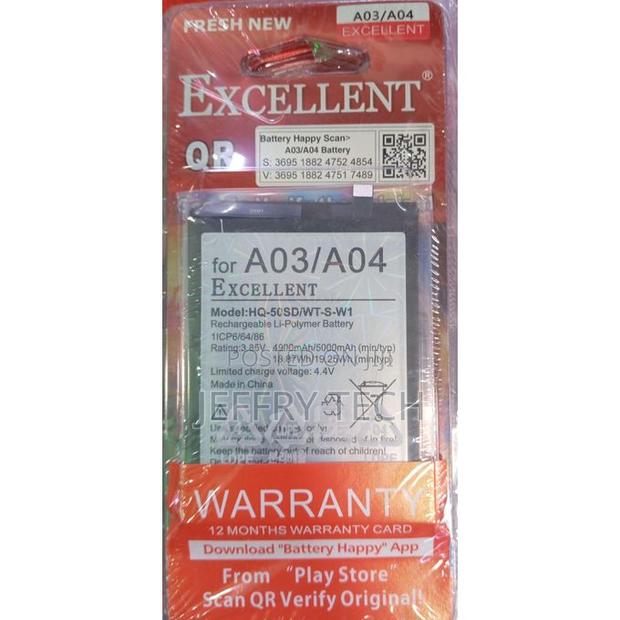 FRESH NEW
A03/A04
EXCELLENT
EXCELLENT®
QR
Battery Happy Scan>
A03/A04 Battery
S: 3695 1882 4752 4854
V: 3695 1882 4751 7489
for A03/A04
EXCELLENT
Model:HQ-50SD/WT-S-W1
Rechargeable Li-Polymer Battery
1ICP6/64/86
Rating:3.85V 4900mAh/5000mAh (min/typ)
18.87Wh/19.25Wh (min/typ)
Limited charge voltage: 4.4V
Made in China
POSTED ON jiji
JEFFRY TECH
Keep the battery out of reach of children!
WARRANTY
12 MONTHS WARRANTY CARD
Download "Battery Happy" App
From "Play Store"
Scan QR Verify Original!